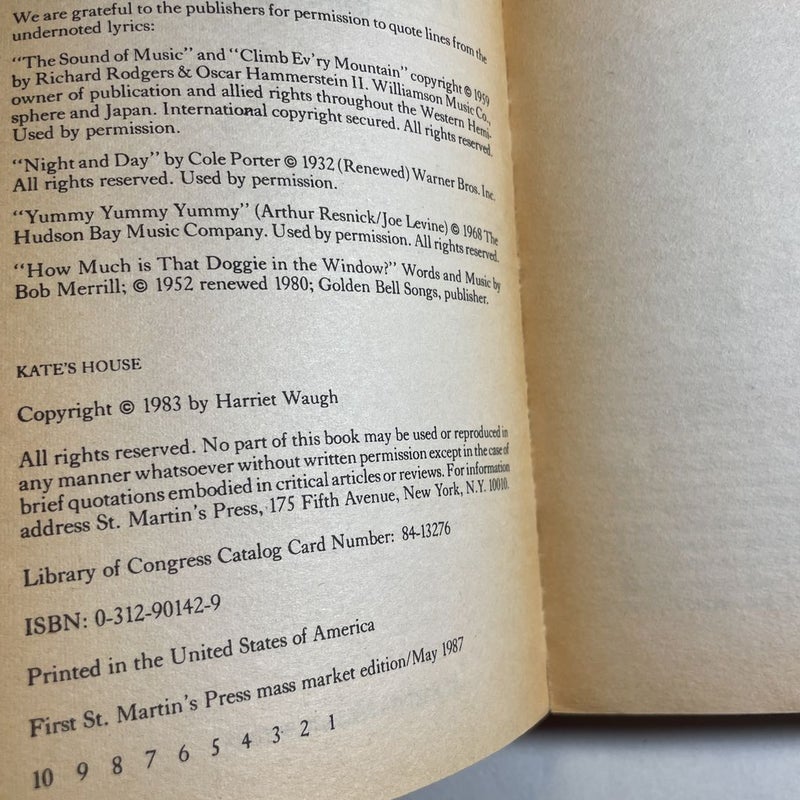 We are grateful to the publishers for permission to quote lines from the
undernoted lyrics:
“The Sound of Music” and “Climb Ev'ry Mountain” copyright © 1959
by Richard Rodgers & Oscar Hammerstein II. Williamson Music Co.,
owner of publication and allied rights throughout the Western Hemi-
sphere and Japan. International copyright secured. All rights reserved.
Used by permission.
“Night and Day” by Cole Porter © 1932 (Renewed) Warner Bros. Inc.
All rights reserved. Used by permission.
“Yummy Yummy Yummy” (Arthur Resnick/Joe Levine) © 1968 The
Hudson Bay Music Company. Used by permission. All rights reserved.
“How Much is That Doggie in the Window?” Words and Music by
Bob Merrill; © 1952 renewed 1980; Golden Bell Songs, publisher.
KATE'S HOUSE
Copyright © 1983 by Harriet Waugh
All rights reserved. No part of this book may be used or reproduced in
any manner whatsoever without written permission except in the case of
brief quotations embodied in critical articles or reviews. For information
address St. Martin's Press, 175 Fifth Avenue, New York, N.Y. 10010.
Library of Congress Catalog Card Number: 84-13276
ISBN: 0-312-90142-9
Printed in the United States of America
First St. Martin's Press mass market edition/May 1987
10 9 8 7 6 5 4 3 2 1